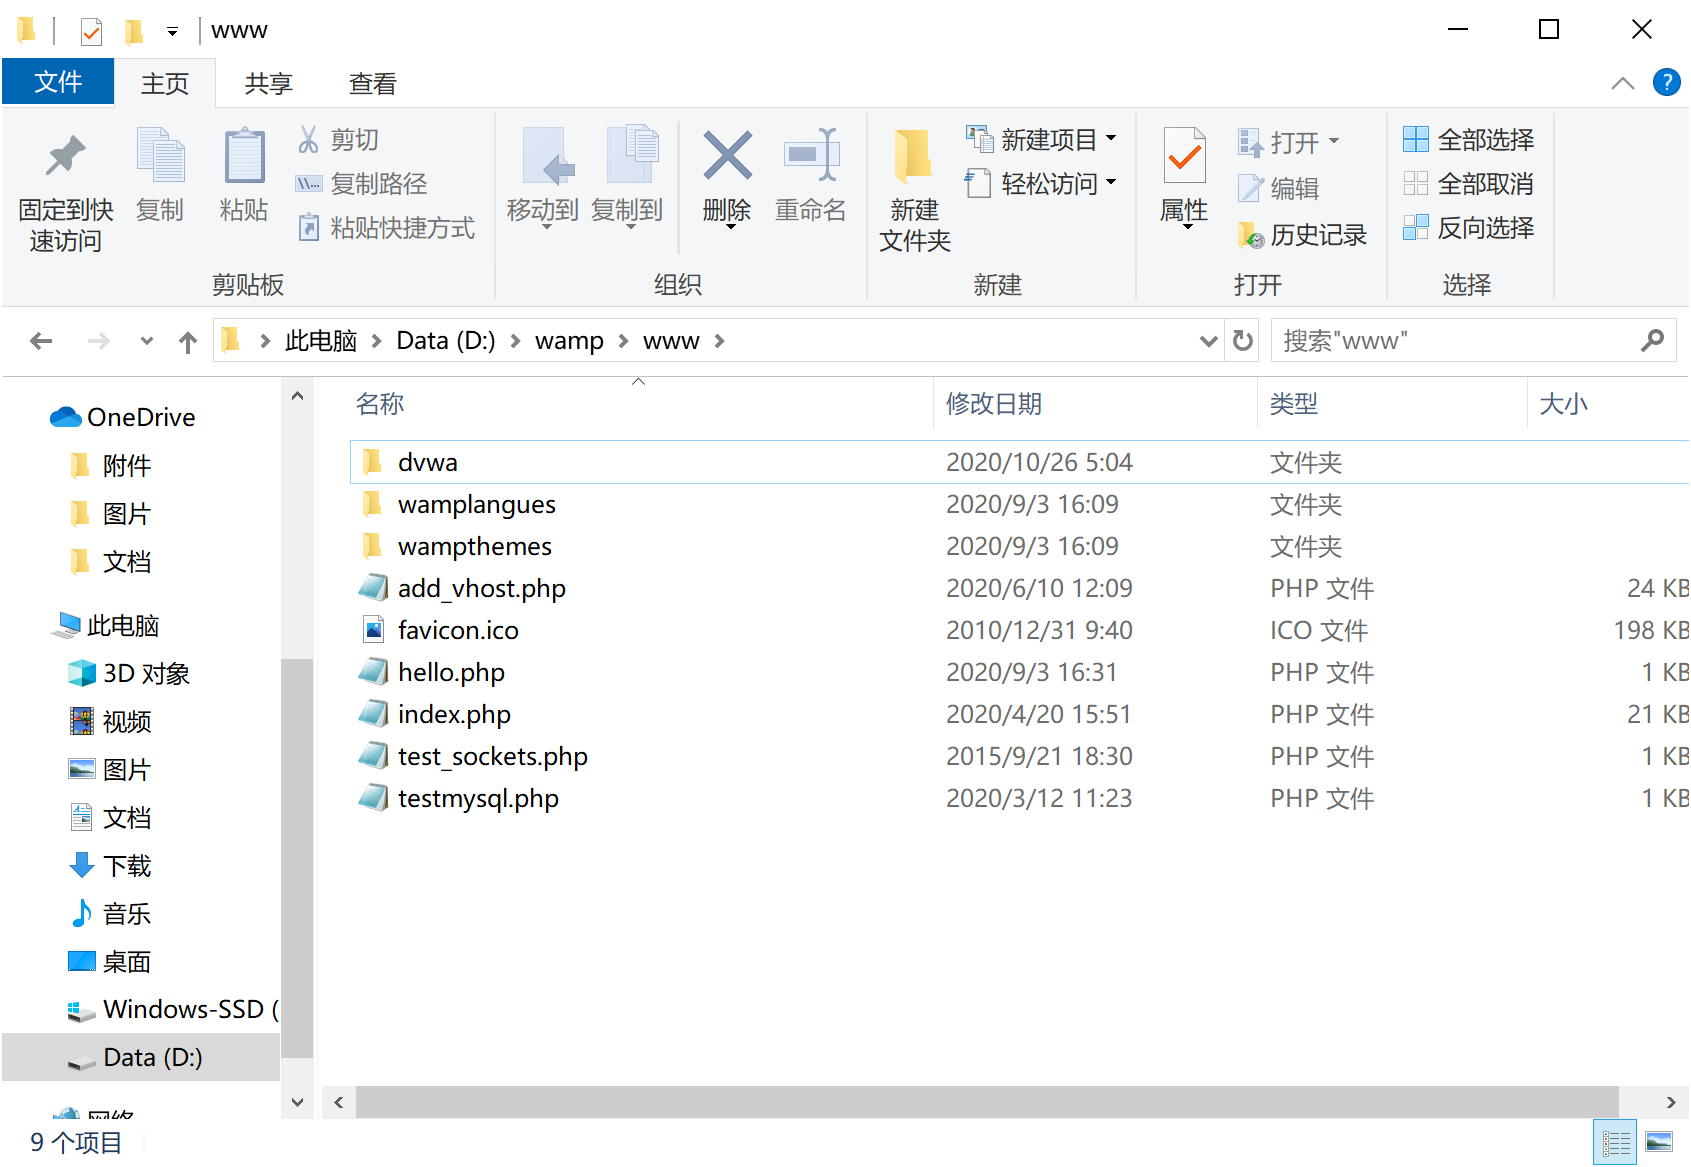 www
文件 主页 共享 查看
固定到快速访问
复制
粘贴
剪切
复制路径
粘贴快捷方式
剪贴板
移动到
复制到
删除
重命名
组织
新建文件夹
新建项目
轻松访问
新建
属性
打开
编辑
历史记录
打开
全部选择
全部取消
反向选择
选择
此电脑 Data (D:) wamp www
搜索"www"
OneDrive
附件
图片
文档
此电脑
3D 对象
视频
图片
文档
下载
音乐
桌面
Windows-SSD (
Data (D:)
网络
名称 修改日期 类型 大小
dvwa 2020/10/26 5:04 文件夹
wamplangues 2020/9/3 16:09 文件夹
wampthemes 2020/9/3 16:09 文件夹
add_vhost.php 2020/6/10 12:09 PHP 文件 24 KB
favicon.ico 2010/12/31 9:40 ICO 文件 198 KB
hello.php 2020/9/3 16:31 PHP 文件 1 KB
index.php 2020/4/20 15:51 PHP 文件 21 KB
test_sockets.php 2015/9/21 18:30 PHP 文件 1 KB
testmysql.php 2020/3/12 11:23 PHP 文件 1 KB
9 个项目